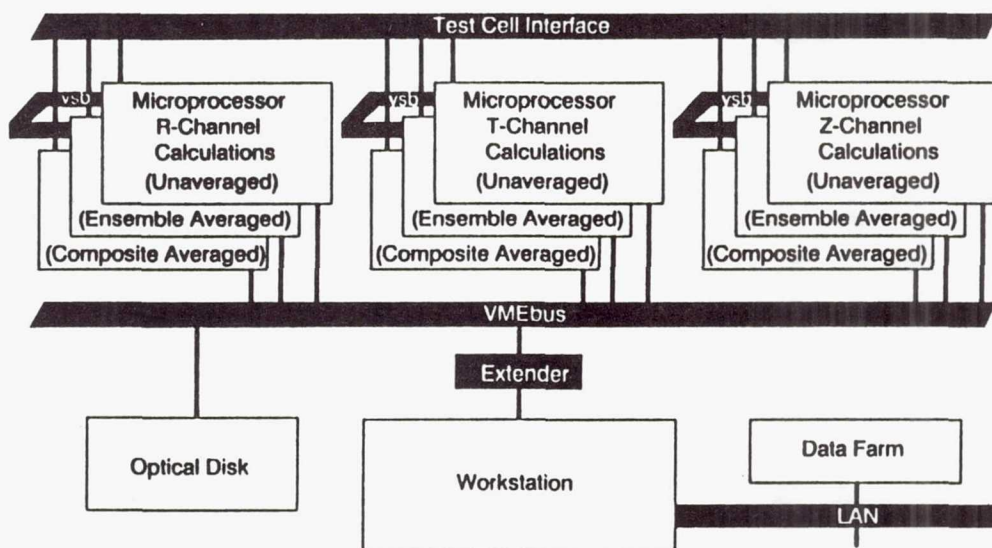 Test Cell Interface
vsb
Microprocessor
R-Channel
Calculations
(Unaveraged)
(Ensemble Averaged)
(Composite Averaged)
vsb
Microprocessor
T-Channel
Calculations
(Unaveraged)
(Ensemble Averaged)
(Composite Averaged)
vsb
Microprocessor
Z-Channel
Calculations
(Unaveraged)
(Ensemble Averaged)
(Composite Averaged)
VMEbus
Extender
Optical Disk
Workstation
Data Farm
LAN